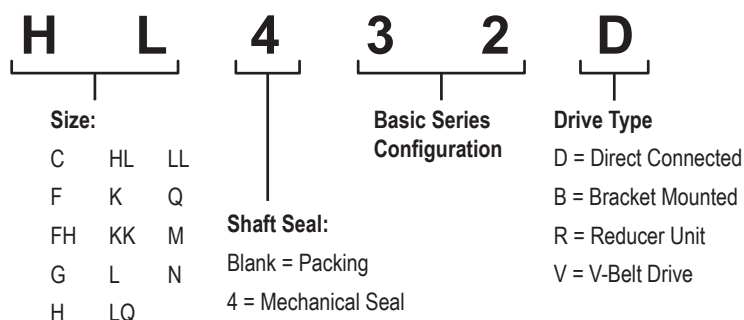 H L 4 3 2 D
Size:
C HL LL
F K Q
FH KK M
G L N
H LQ
Shaft Seal:
Blank = Packing
4 = Mechanical Seal
Basic Series
Configuration
Drive Type
D = Direct Connected
B = Bracket Mounted
R = Reducer Unit
V = V-Belt Drive